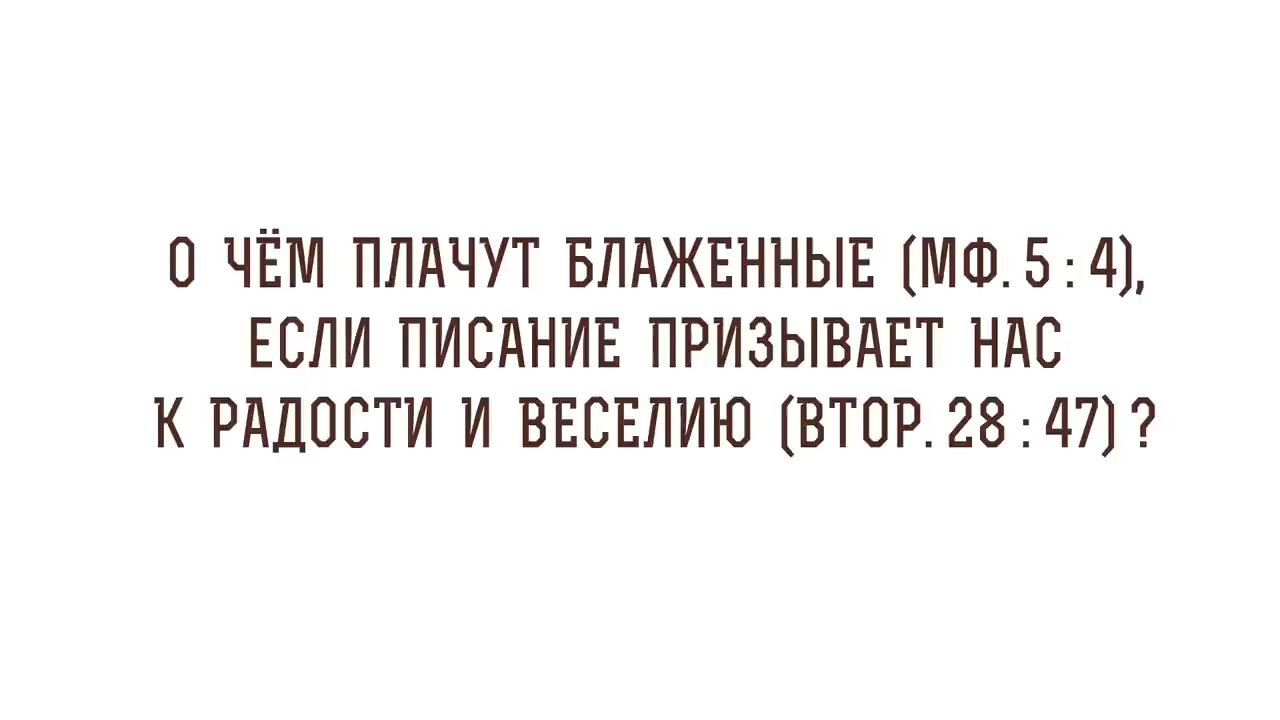 О ЧЁМ ПЛАЧУТ БЛАЖЕННЫЕ (МФ. 5 : 4),
ЕСЛИ ПИСАНИЕ ПРИЗЫВАЕТ НАС
К РАДОСТИ И ВЕСЕЛИЮ (ВТОР. 28 : 47) ?